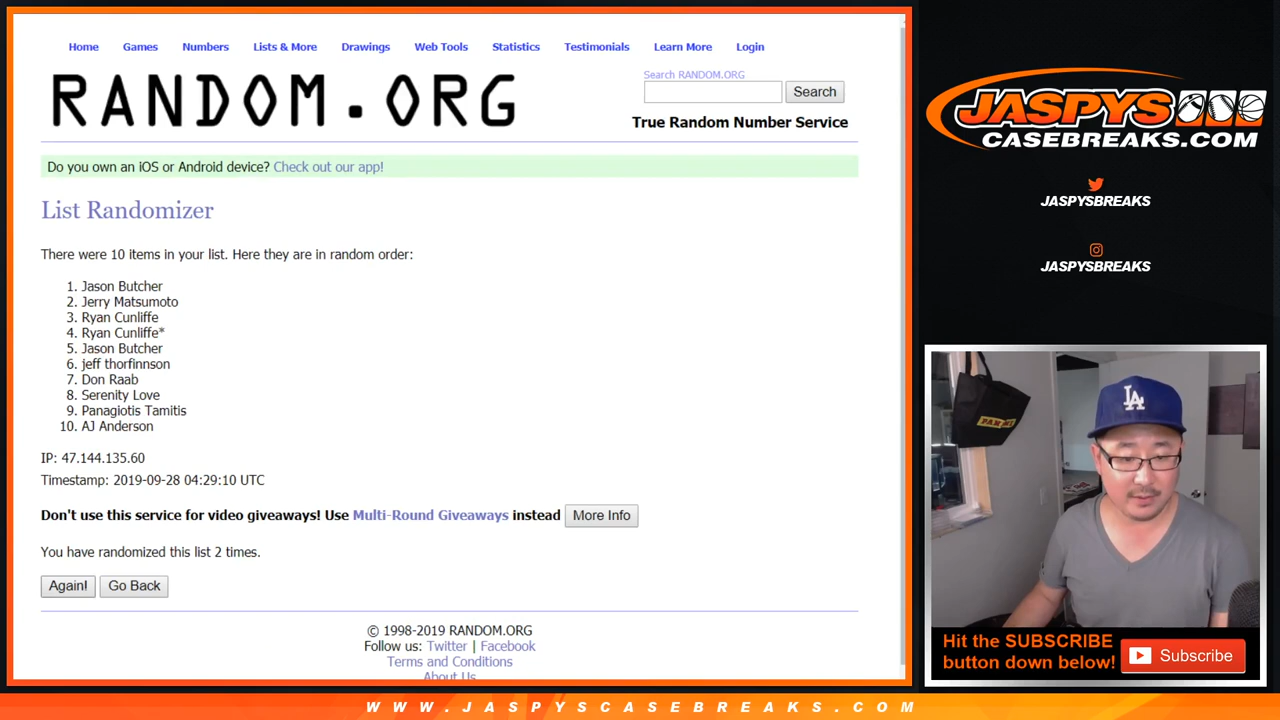 Home Games Numbers Lists & More Drawings Web Tools Statistics Testimonials Learn More Login
RANDOM.ORG
Search RANDOM.ORG
Search
True Random Number Service
Do you own an iOS or Android device? Check out our app!
List Randomizer
There were 10 items in your list. Here they are in random order:
1. Jason Butcher
2. Jerry Matsumoto
3. Ryan Cunliffe
4. Ryan Cunliffe*
5. Jason Butcher
6. jeff thorfinnson
7. Don Raab
8. Serenity Love
9. Panagiotis Tamitis
10. AJ Anderson
IP: 47.144.135.60
Timestamp: 2019-09-28 04:29:10 UTC
Don't use this service for video giveaways! Use Multi-Round Giveaways instead More Info
You have randomized this list 2 times.
Again! Go Back
© 1998-2019 RANDOM.ORG
Follow us: Twitter | Facebook
Terms and Conditions
About Us
JASPYS
CASEBREAKS.COM
JASPYSBREAKS
JASPYSBREAKS
PANINI
LA
Hit the SUBSCRIBE
button down below!
Subscribe
WWW.JASPYSCASEBREAKS.COM